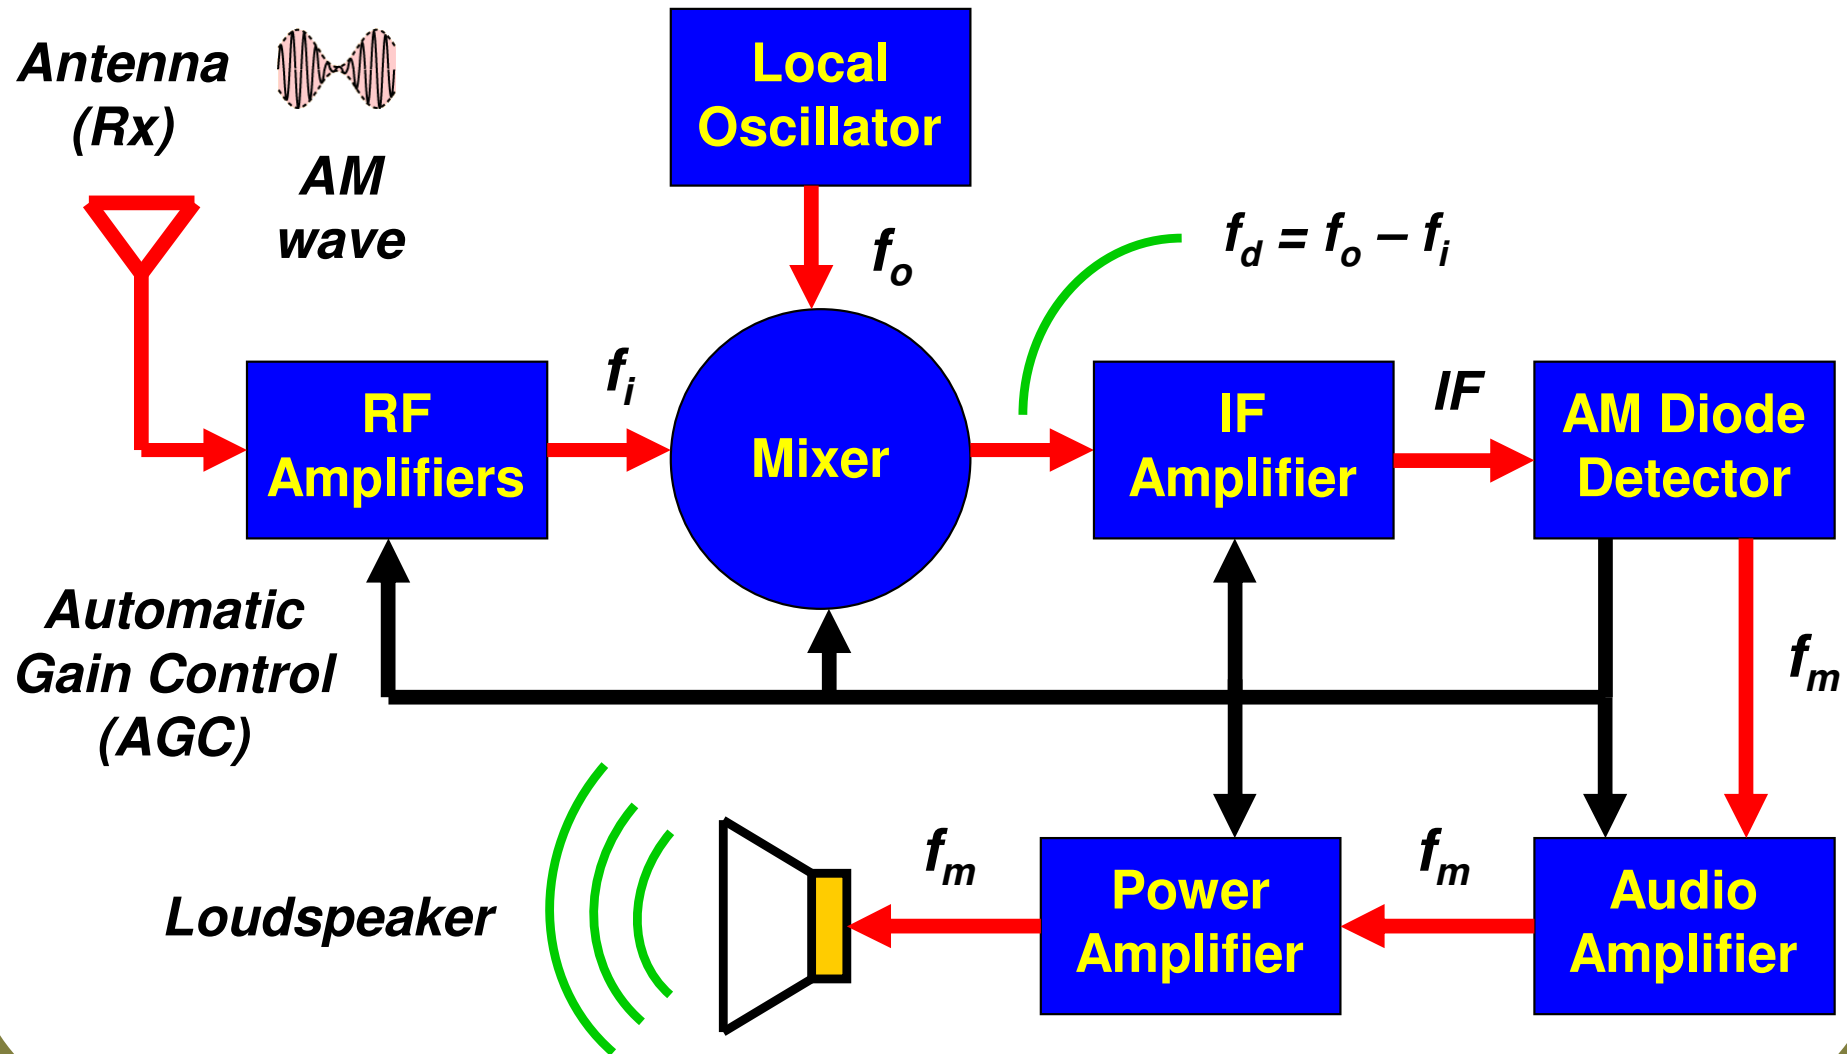 Antenna
(Rx)
AM
wave
Local
Oscillator
f_o
f_d = f_o – f_i
RF
Amplifiers
f_i
Mixer
IF
Amplifier
IF
AM Diode
Detector
Automatic
Gain Control
(AGC)
f_m
Loudspeaker
f_m
Power
Amplifier
f_m
Audio
Amplifier